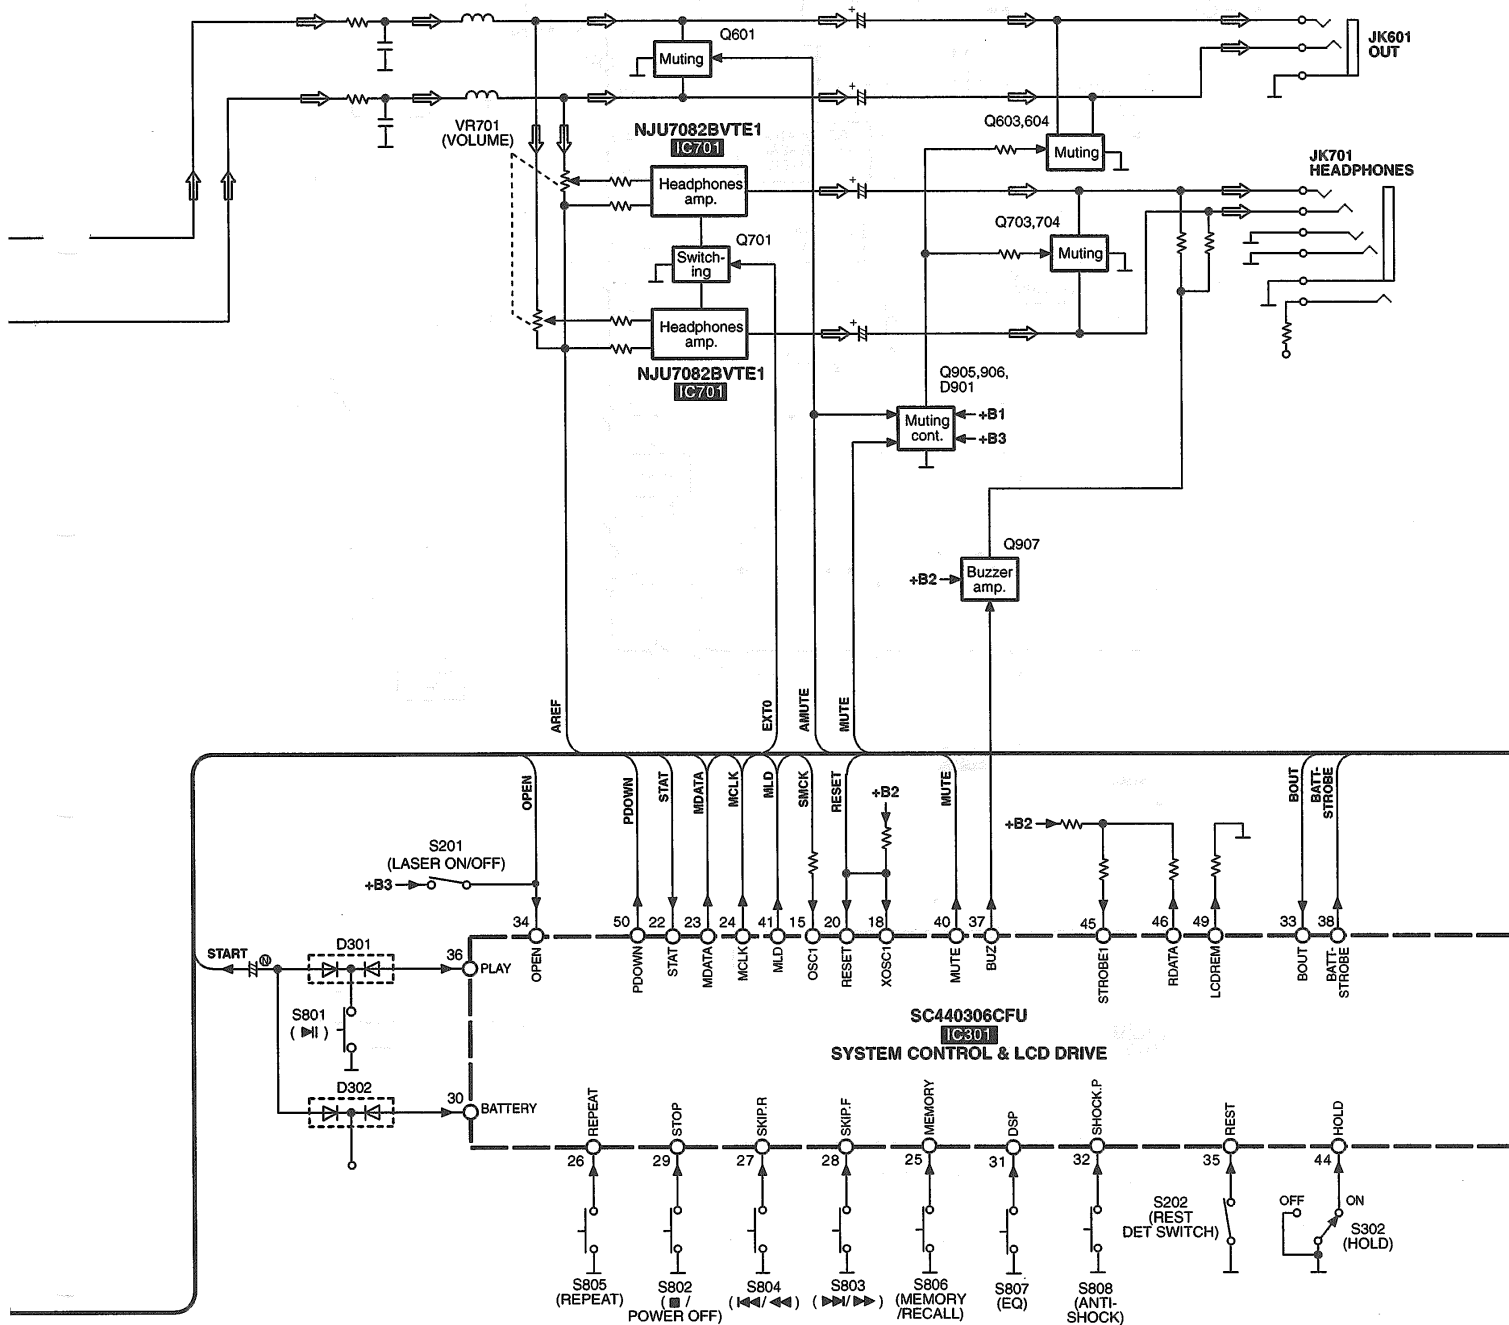 Q601
Muting
JK601
OUT
VR701
(VOLUME)
NJU7082BVTE1
IC701
Q603,604
Muting
JK701
HEADPHONES
Headphones
amp.
Q701
Switch-
ing
Q703,704
Muting
Headphones
amp.
NJU7082BVTE1
IC701
Q905,906,
D901
Muting
cont.
+B1
+B3
Q907
+B2
Buzzer
amp.
AREF
EXT0
AMUTE
MUTE
OPEN
PDOWN
STAT
MDATA
MCLK
MLD
SMCK
RESET
+B2
MUTE
+B2
BOUT
BATT-
STROBE
S201
(LASER ON/OFF)
+B3
34
50
22
23
24
41
15
20
18
40
37
45
46
49
33
38
START
N
D301
36
PLAY
OPEN
PDOWN
STAT
MDATA
MCLK
MLD
OSC1
RESET
XOSC1
MUTE
BUZ
STROBE1
RDATA
LCDREM
BOUT
BATT-
STROBE
S801
(▶II)
SC440306CFU
IC301
SYSTEM CONTROL & LCD DRIVE
D302
30
BATTERY
REPEAT
STOP
SKIP.R
SKIP.F
MEMORY
DSP
SHOCK.P
REST
HOLD
26
29
27
28
25
31
32
35
44
S202
(REST
DET SWITCH)
OFF
ON
S302
(HOLD)
S805
(REPEAT)
S802
(■/
POWER OFF)
S804
(I◀◀/◀◀)
S803
(▶▶I/▶▶)
S806
(MEMORY
/RECALL)
S807
(EQ)
S808
(ANTI-
SHOCK)